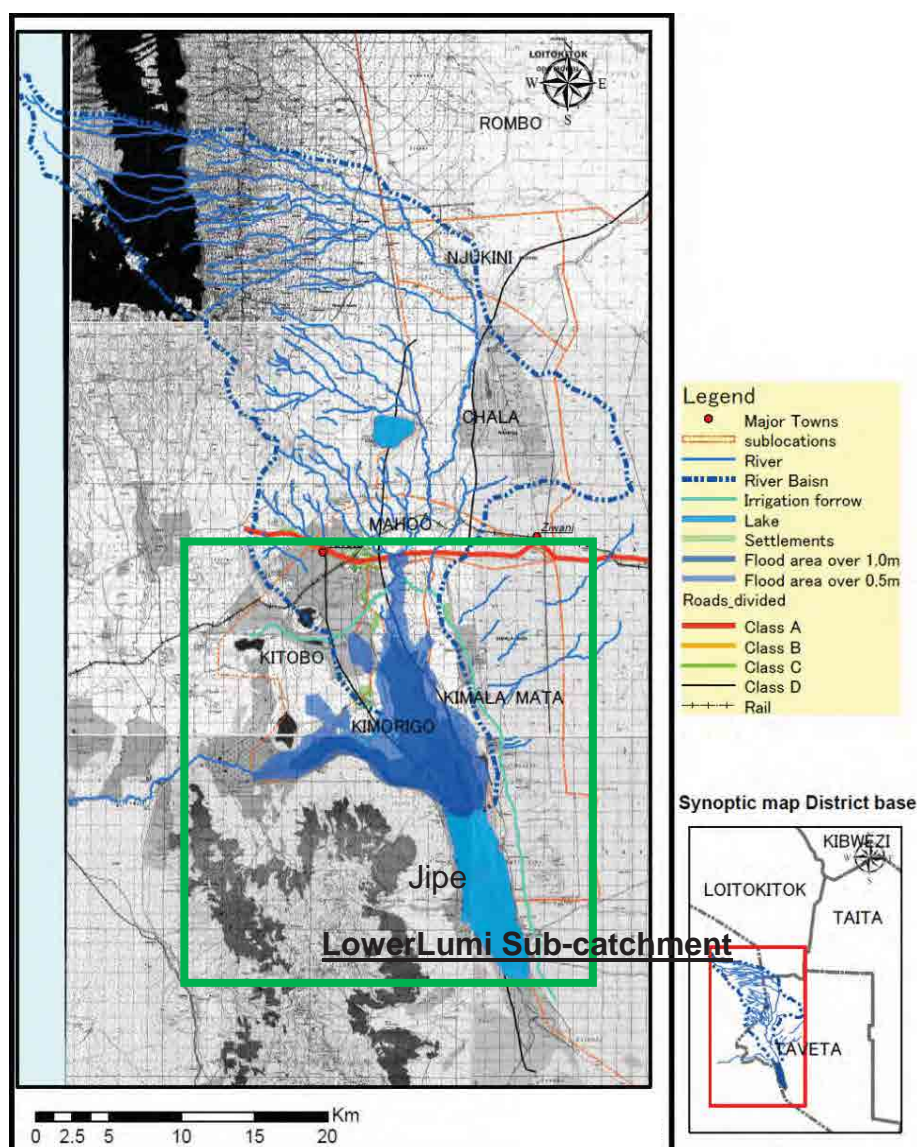 LOITOKITOK
N
W
E
S
ROMBO
NJUKINI
CHALA
MAHOO
Ziwani
KITOBO
KIMALA MATA
KIMORIGO
Jipe
LowerLumi Sub-catchment
Km
0 2.5 5 10 15 20
Legend
Major Towns
sublocations
River
River Baisn
Irrigation forrow
Lake
Settlements
Flood area over 1.0m
Flood area over 0.5m
Roads_divided
Class A
Class B
Class C
Class D
Rail
Synoptic map District base
KIBWEZI
N
W
E
S
LOITOKITOK
TAITA
TAVETA